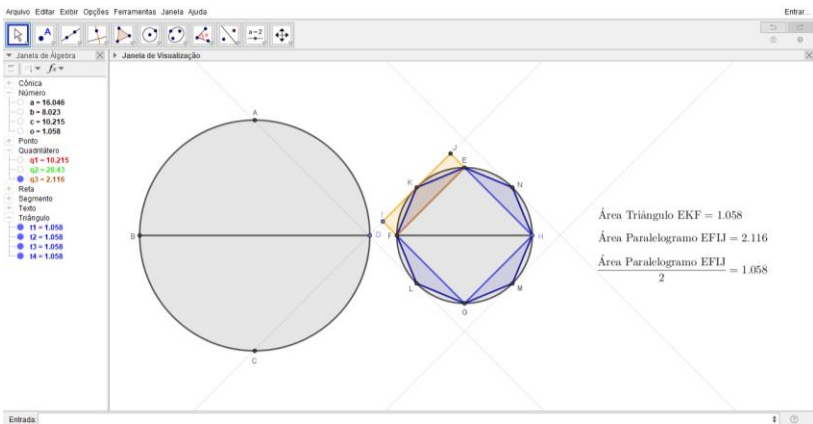 Arquivo Editar Exibir Opções Ferramentas Janela Ajuda
Entrar...
A
a=2
Janela de Álgebra
Janela de Visualização
fx
Cônica
Número
a = 16.046
b = 8.023
c = 10.215
o = 1.058
Ponto
Quadrilátero
q1 = 10.215
q2 = 20.43
q3 = 2.116
Reta
Segmento
Texto
Triângulo
t1 = 1.058
t2 = 1.058
t3 = 1.058
t4 = 1.058
A
B
C
D
J
E
K
N
I
F
H
L
M
G
Área Triângulo EKF = 1.058
Área Paralelogramo EFIJ = 2.116
Área Paralelogramo EFIJ
2
= 1.058
Entrada: